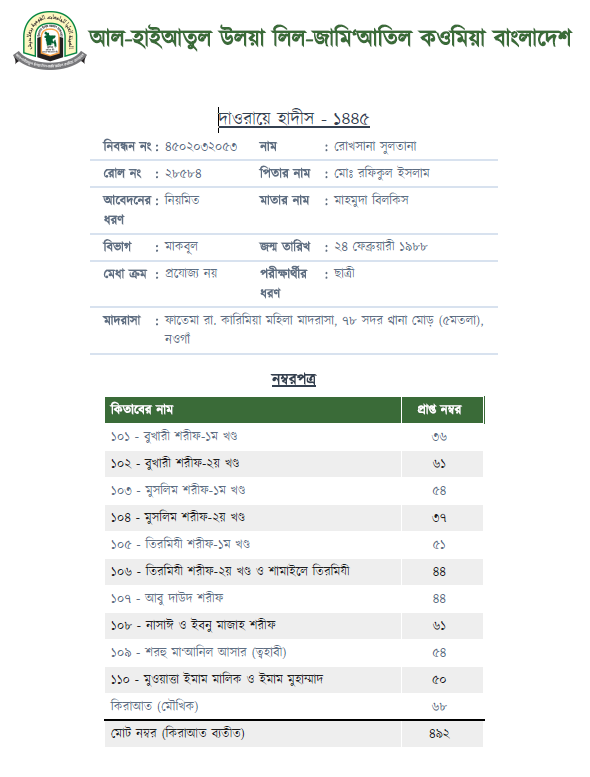 আল-হাইআতুল উলয়া লিল-জামি‘আতিল কওমিয়া বাংলাদেশ
দাওরায়ে হাদীস - ১৪৪৫
নিবন্ধন নং : ৪৫০২০৩২০৫৩ নাম : রোখসানা সুলতানা
রোল নং : ২৮৫৮৪ পিতার নাম : মোঃ রফিকুল ইসলাম
আবেদনের : নিয়মিত মাতার নাম : মাহমুদা বিলকিস
ধরণ
বিভাগ : মাকবূল জন্ম তারিখ : ২৪ ফেব্রুয়ারী ১৯৮৮
মেধা ক্রম : প্রযোজ্য নয় পরীক্ষার্থীর : ছাত্রী
ধরণ
মাদরাসা : ফাতেমা রা. কারিমিয়া মহিলা মাদরাসা, ৭৮ সদর থানা মোড় (৫মতলা),
নওগাঁ
নম্বরপত্র
কিতাবের নাম প্রাপ্ত নম্বর
১০১ - বুখারী শরীফ-১ম খণ্ড ৩৬
১০২ - বুখারী শরীফ-২য় খণ্ড ৬১
১০৩ - মুসলিম শরীফ-১ম খণ্ড ৫৪
১০৪ - মুসলিম শরীফ-২য় খণ্ড ৩৭
১০৫ - তিরমিযী শরীফ-১ম খণ্ড ৫১
১০৬ - তিরমিযী শরীফ-২য় খণ্ড ও শামাইলে তিরমিযী ৪৪
১০৭ - আবু দাউদ শরীফ ৪৪
১০৮ - নাসাঈ ও ইবনু মাজাহ শরীফ ৬১
১০৯ - শরহু মা‘আনিল আসার (ত্বহাবী) ৫৪
১১০ - মুওয়াত্তা ইমাম মালিক ও ইমাম মুহাম্মাদ ৫০
কিরাআত (মৌখিক) ৬৮
মোট নম্বর (কিরাআত ব্যতীত) ৪৯২